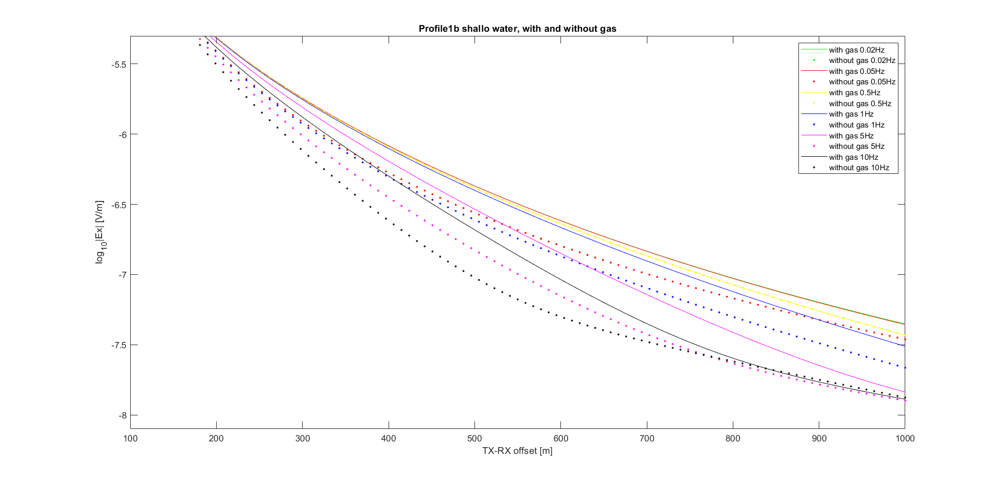 Profile1b shallo water, with and without gas
with gas 0.02Hz
without gas 0.02Hz
with gas 0.05Hz
without gas 0.05Hz
with gas 0.5Hz
without gas 0.5Hz
with gas 1Hz
without gas 1Hz
with gas 5Hz
without gas 5Hz
with gas 10Hz
without gas 10Hz
log10|Ex| [V/m]
-5.5
-6
-6.5
-7
-7.5
-8
100 200 300 400 500 600 700 800 900 1000
TX-RX offset [m]